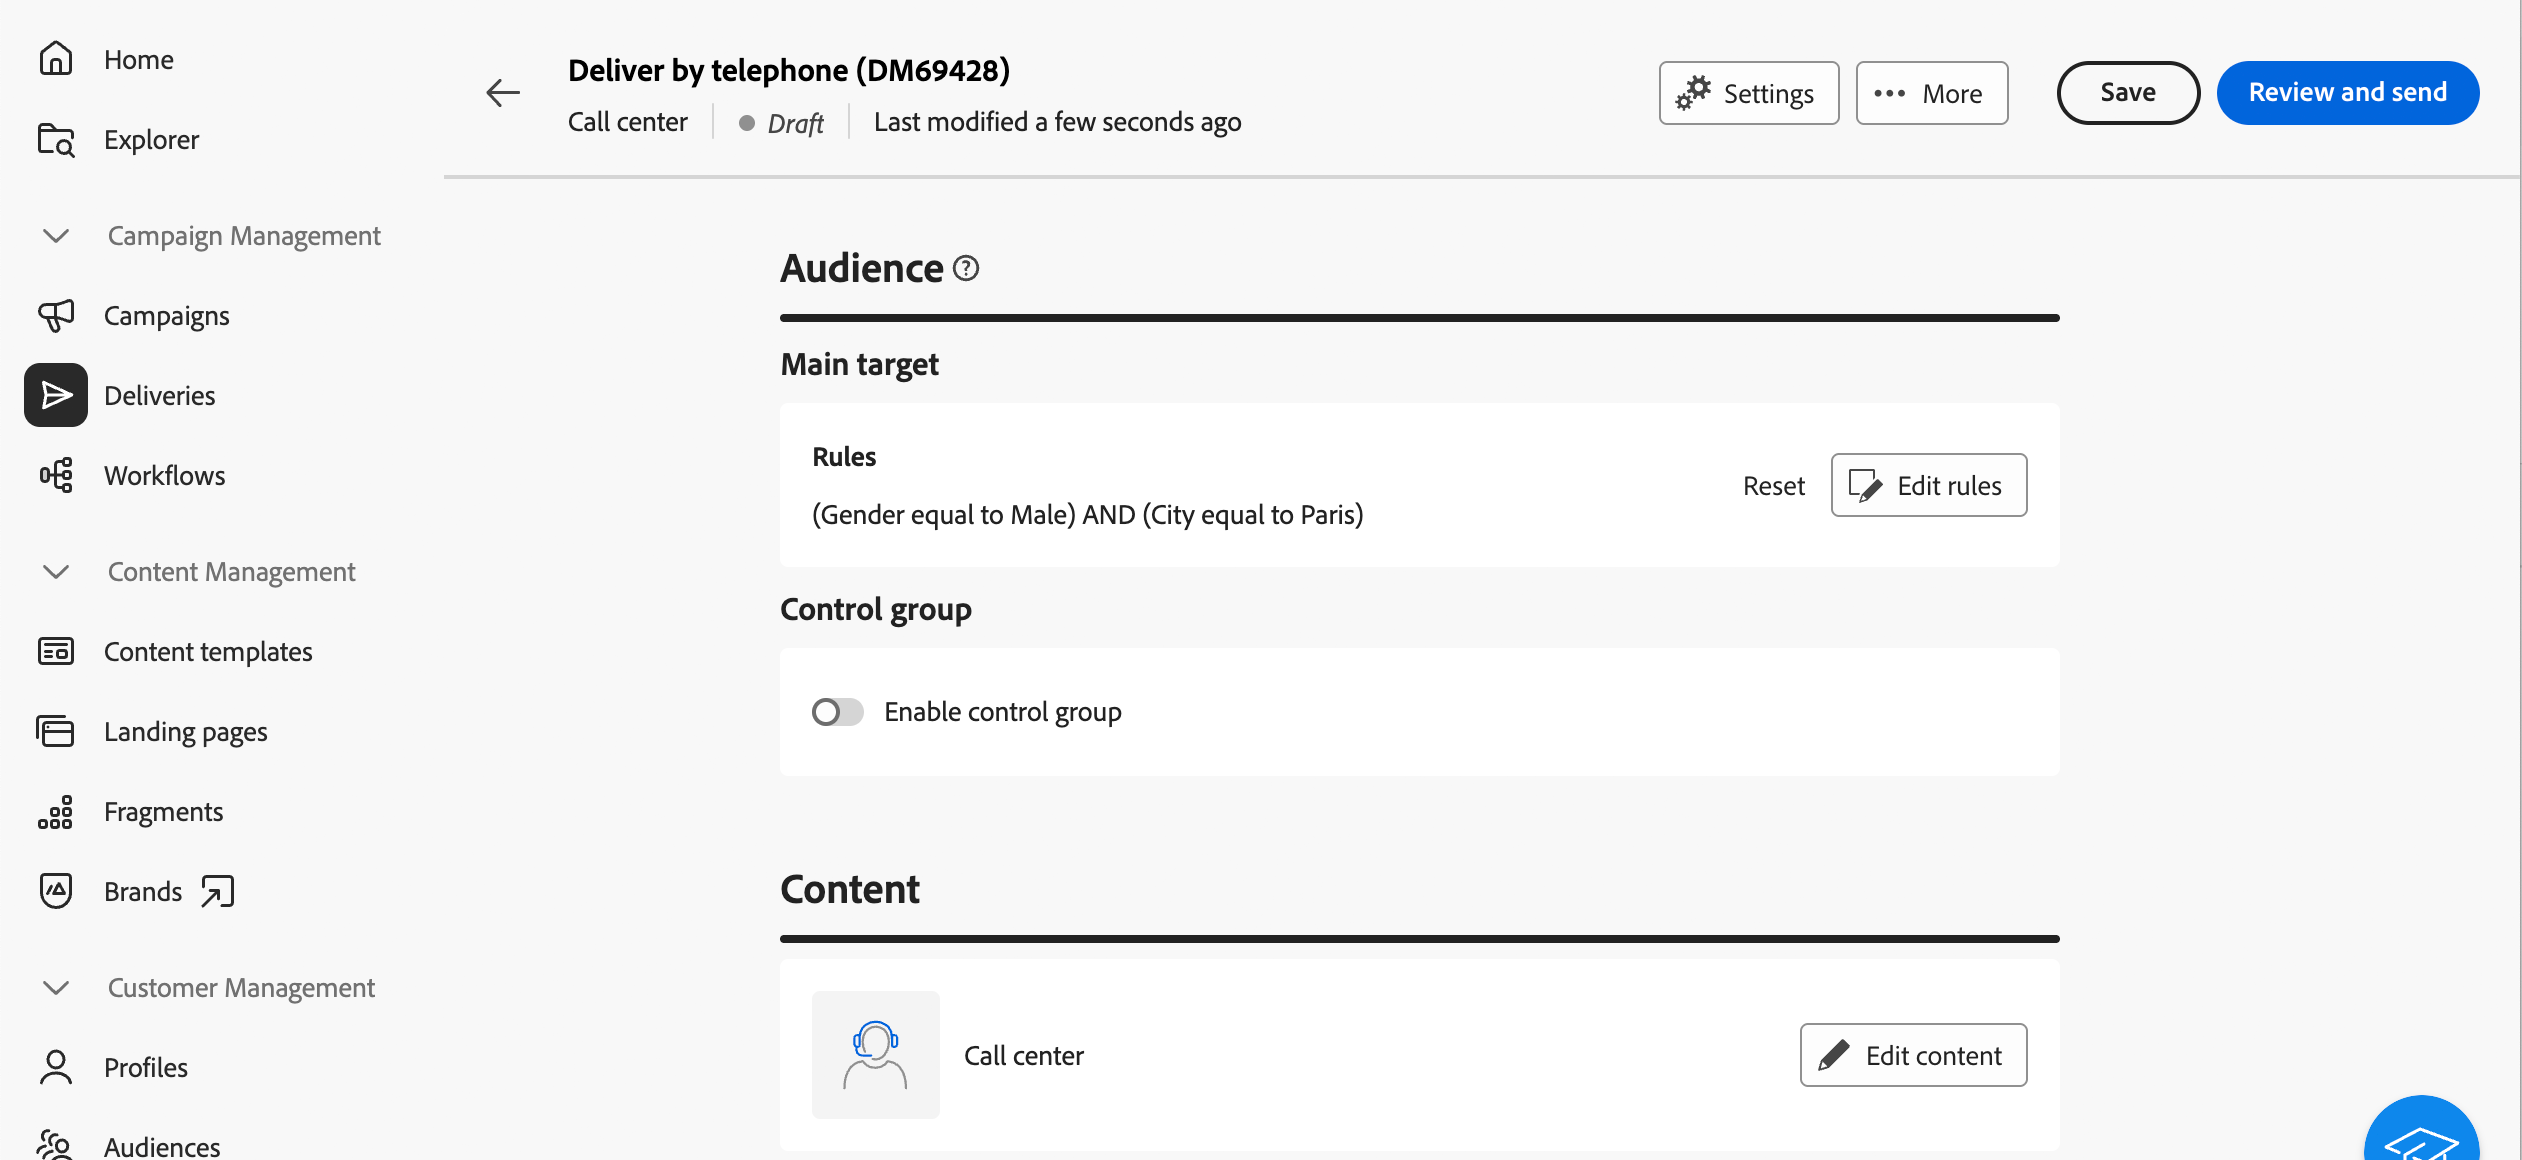 Home
Explorer
Campaign Management
Campaigns
Deliveries
Workflows
Content Management
Content templates
Landing pages
Fragments
Brands
Customer Management
Profiles
Audiences
Deliver by telephone (DM69428)
Call center Draft Last modified a few seconds ago
Settings More Save Review and send
Audience
Main target
Rules
(Gender equal to Male) AND (City equal to Paris)
Reset Edit rules
Control group
Enable control group
Content
Call center
Edit content